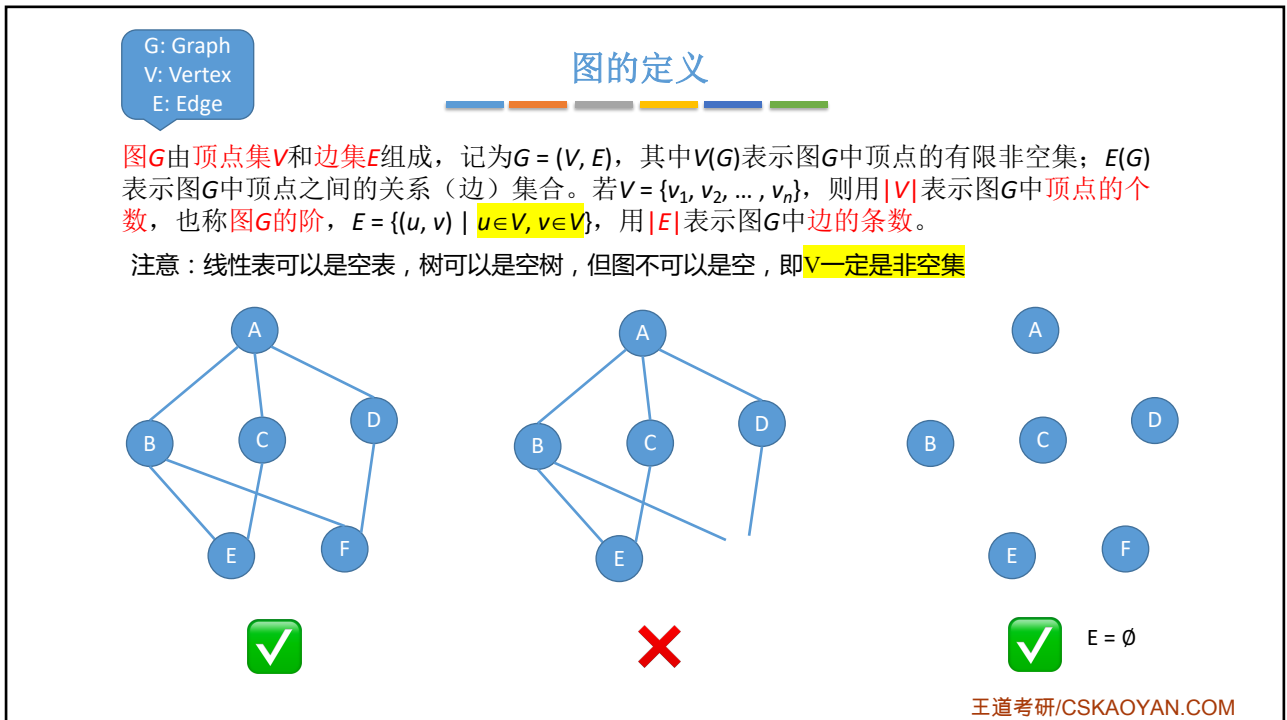 G: Graph
V: Vertex
E: Edge
图的定义
图G由顶点集V和边集E组成，记为G = (V, E)，其中V(G)表示图G中顶点的有限非空集；E(G)
表示图G中顶点之间的关系（边）集合。若V = {v₁, v₂, … , vₙ}，则用|V|表示图G中顶点的个
数，也称图G的阶，E = {(u, v) | u∈V, v∈V}，用|E|表示图G中边的条数。
注意：线性表可以是空表，树可以是空树，但图不可以是空，即V一定是非空集
A
B
C
D
E
F
A
B
C
D
E
A
B
C
D
E
F
E = Ø
王道考研/CSKAOYAN.COM